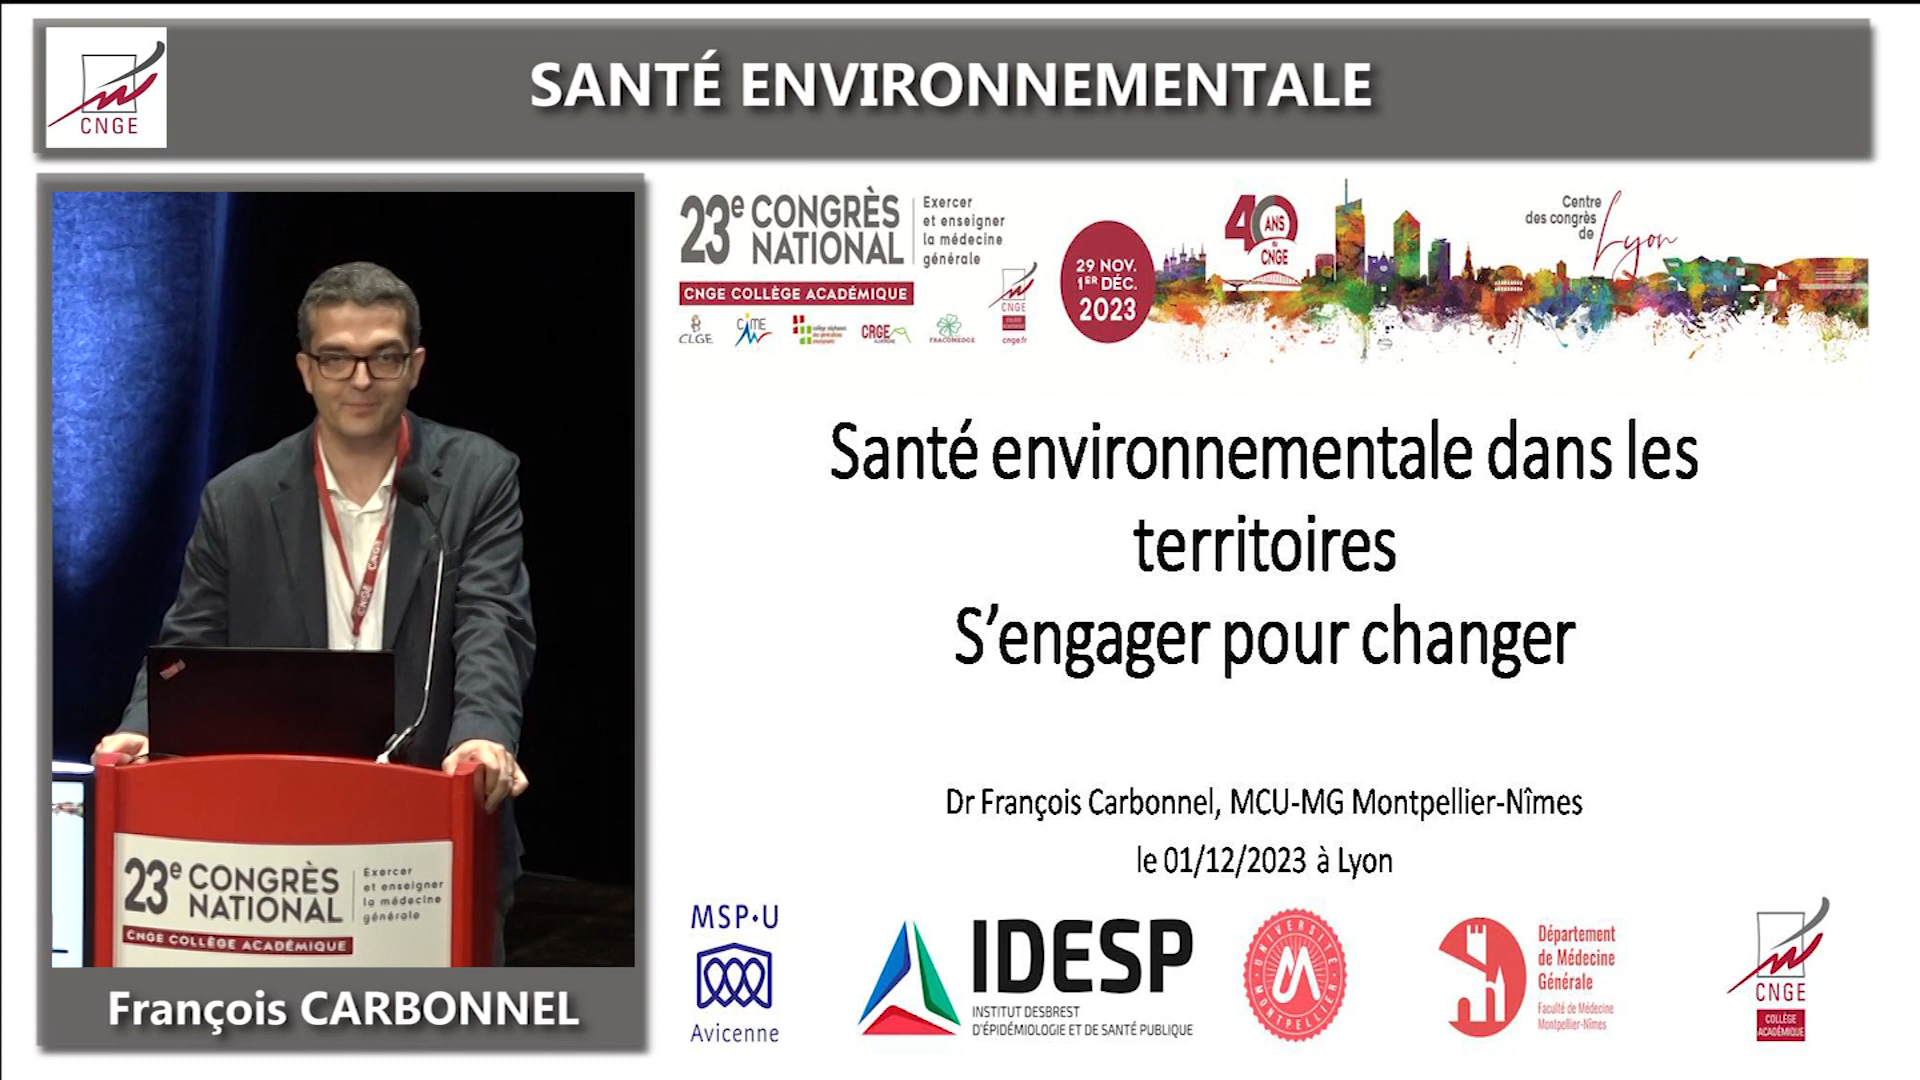 CNGE
SANTÉ ENVIRONNEMENTALE
23e CONGRÈS
NATIONAL
Exercer
et enseigner
la médecine
générale
CNGE COLLÈGE ACADÉMIQUE
CLGE
CRGE
FRACOMEDGE
CNGE
cnge.fr
29 NOV.
1ER DÉC.
2023
40
ANS
CNGE
Centre
des congrès
de
Lyon
Santé environnementale dans les
territoires
S’engager pour changer
Dr François Carbonnel, MCU-MG Montpellier-Nîmes
le 01/12/2023 à Lyon
23e CONGRÈS
NATIONAL
Exercer
et enseigner
la médecine
générale
CNGE COLLÈGE ACADÉMIQUE
François CARBONNEL
MSP·U
Avicenne
IDESP
INSTITUT DESBREST
D'ÉPIDÉMIOLOGIE ET DE SANTÉ PUBLIQUE
UNIVERSITÉ
MONTPELLIER
Département
de Médecine
Générale
Faculté de Médecine
Montpellier-Nîmes
CNGE
COLLÈGE
ACADÉMIQUE